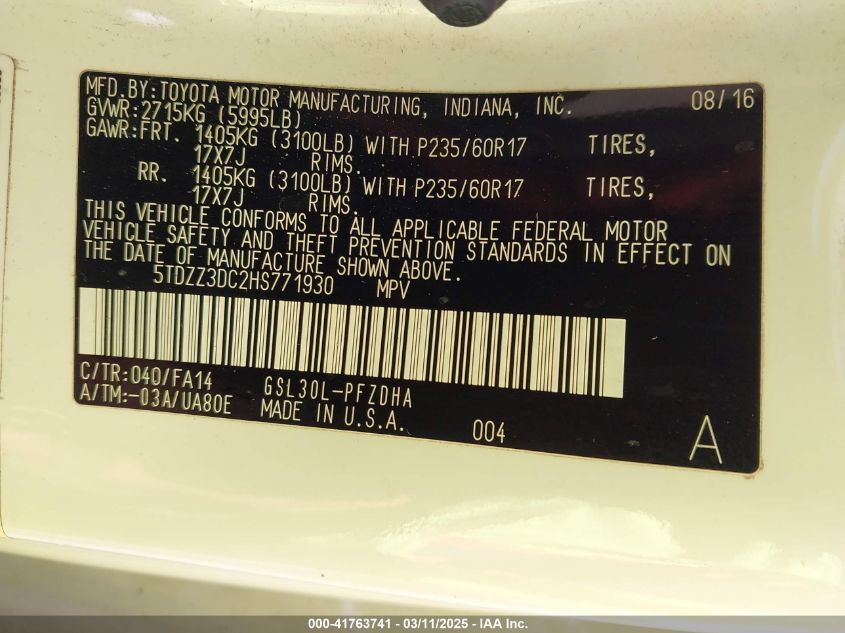 MFD.BY:TOYOTA MOTOR MANUFACTURING, INDIANA, INC. 08/16
GVWR:2715KG (5995LB)
GAWR:FRT. 1405KG (3100LB) WITH P235/60R17 TIRES,
17X7J RIMS.
RR. 1405KG (3100LB) WITH P235/60R17 TIRES,
17X7J RIMS.
THIS VEHICLE CONFORMS TO ALL APPLICABLE FEDERAL MOTOR
VEHICLE SAFETY AND THEFT PREVENTION STANDARDS IN EFFECT ON
THE DATE OF MANUFACTURE SHOWN ABOVE.
5TDZZ3DC2HS771930 MPV
C/TR:040/FA14 GSL30L-PFZDHA
A/TM:-03A/UA80E MADE IN U.S.A. 004 A
000-41763741 - 03/11/2025 - IAA Inc.